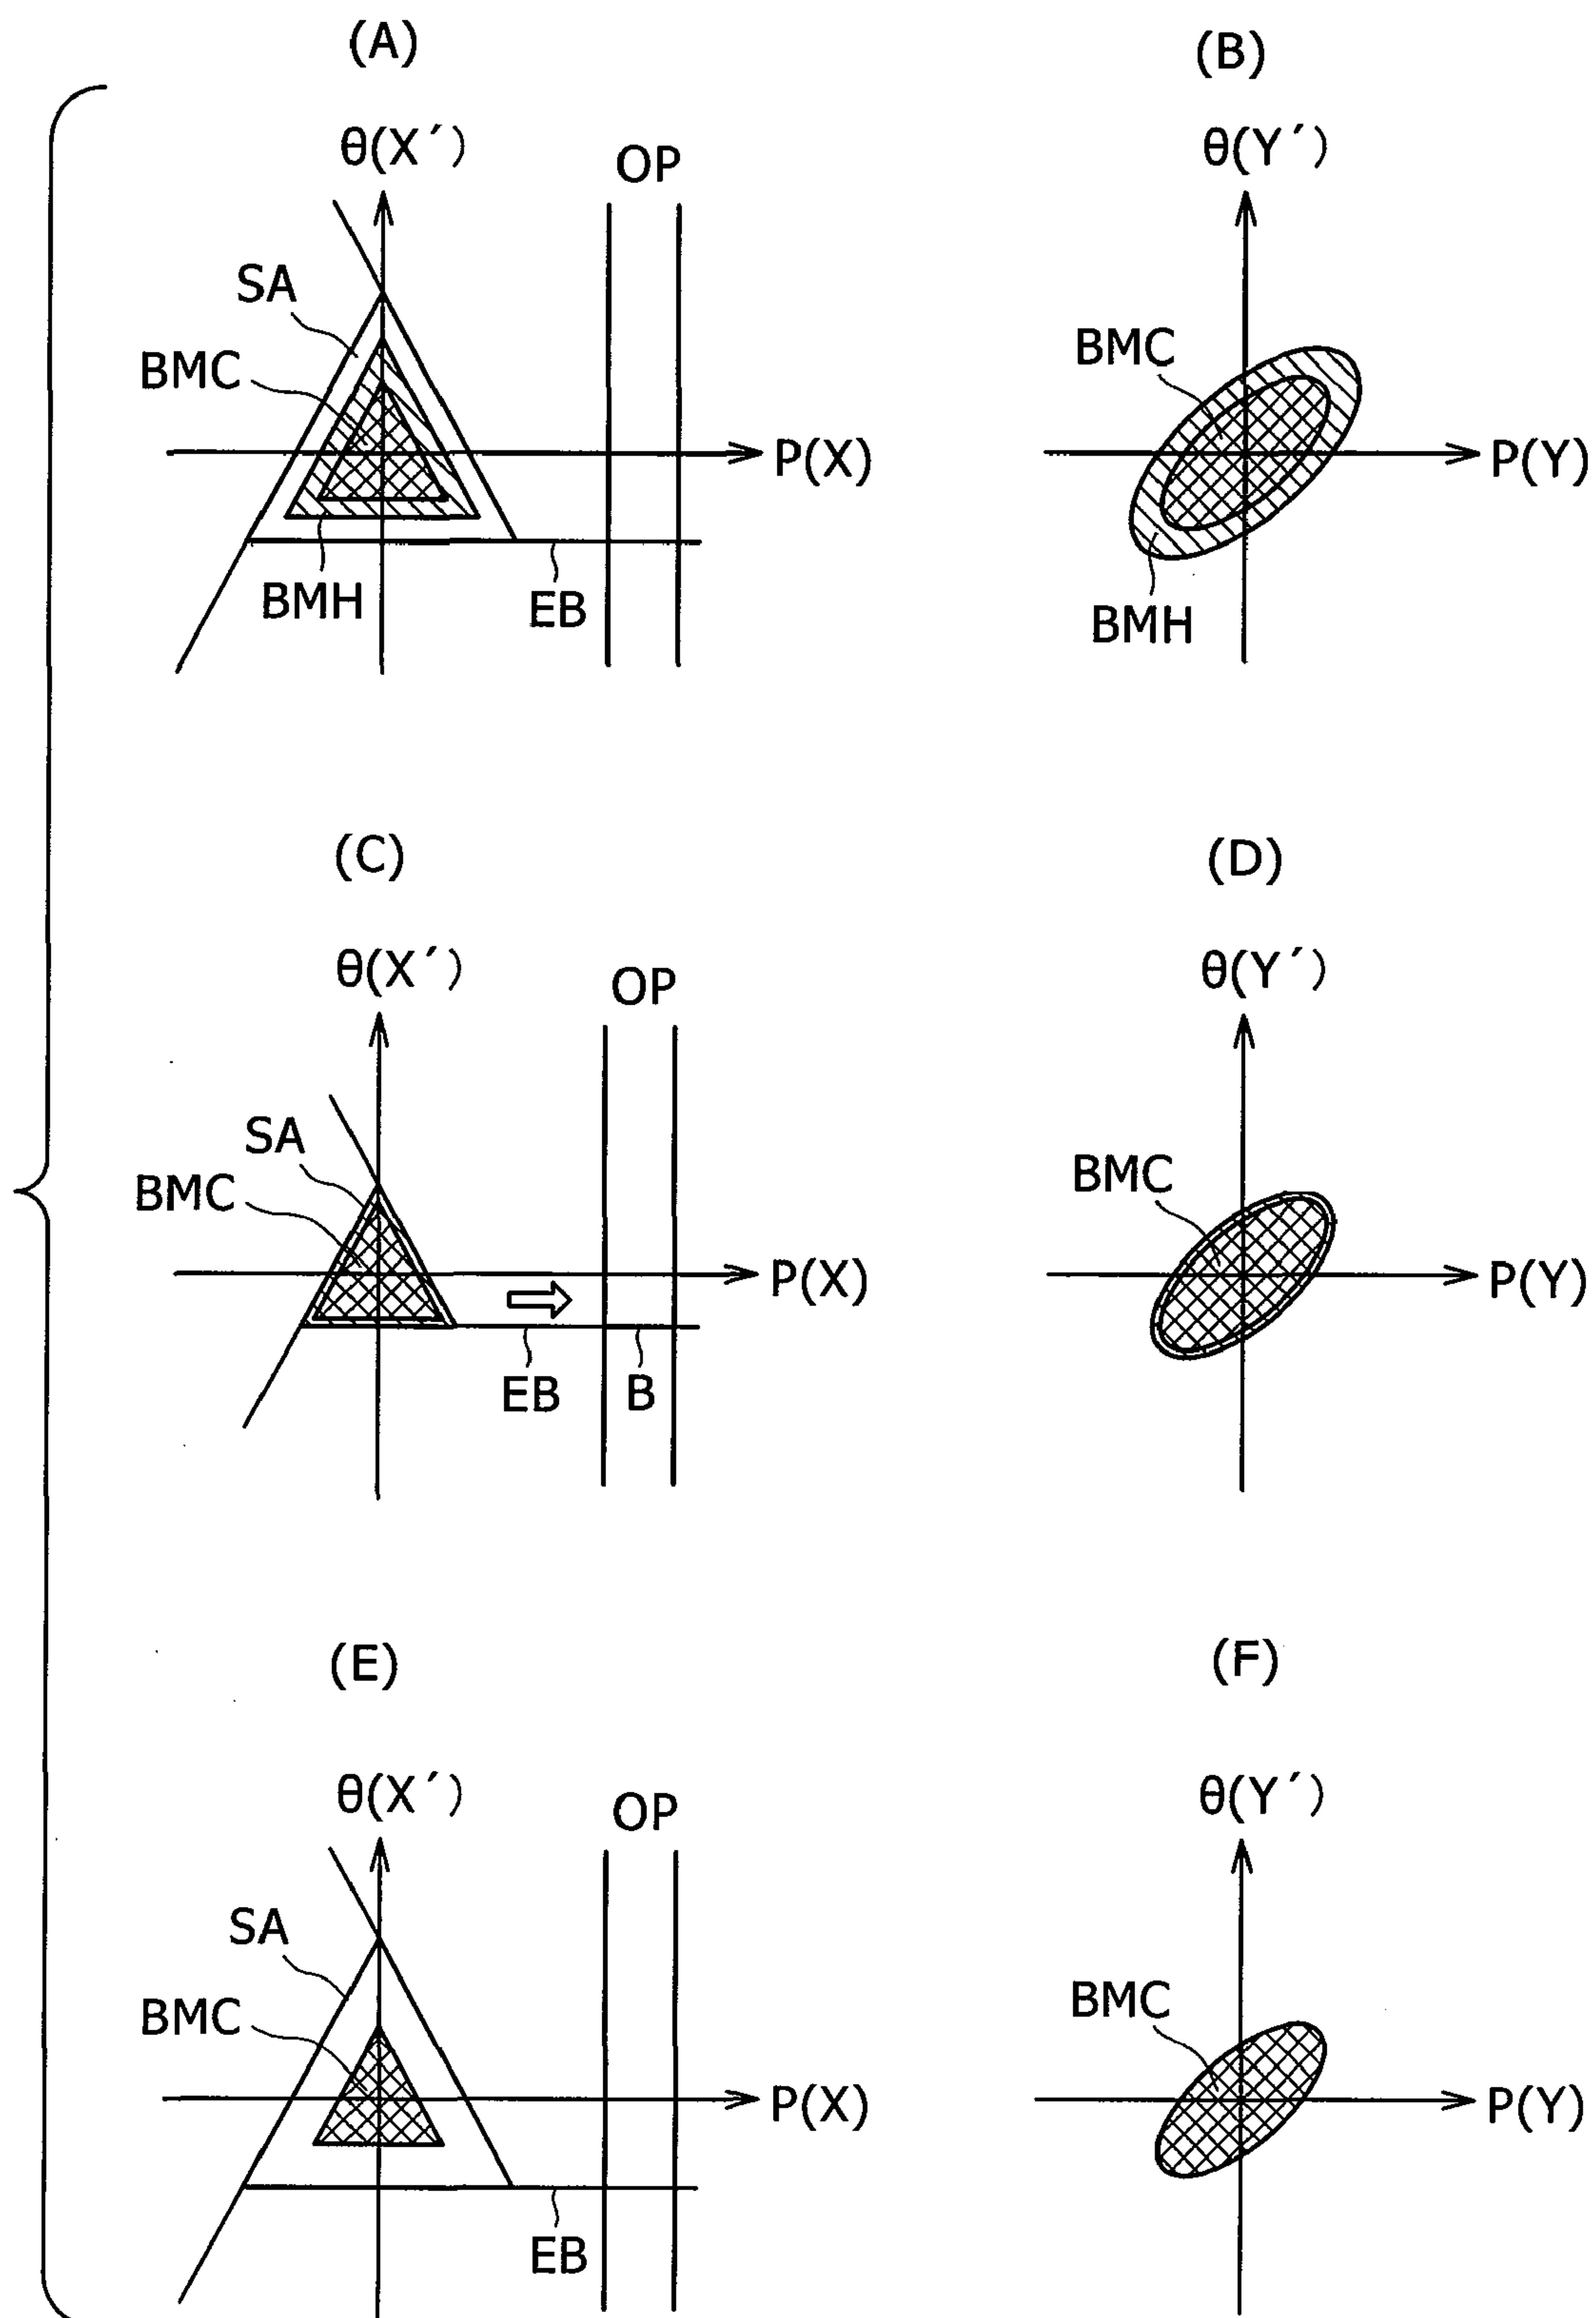 (A)
θ(X´)
OP
SA
BMC
P(X)
BMH
EB
(B)
θ(Y´)
BMC
P(Y)
BMH
(C)
θ(X´)
OP
SA
BMC
P(X)
EB
B
(D)
θ(Y´)
BMC
P(Y)
(E)
θ(X´)
OP
SA
BMC
P(X)
EB
(F)
θ(Y´)
BMC
P(Y)